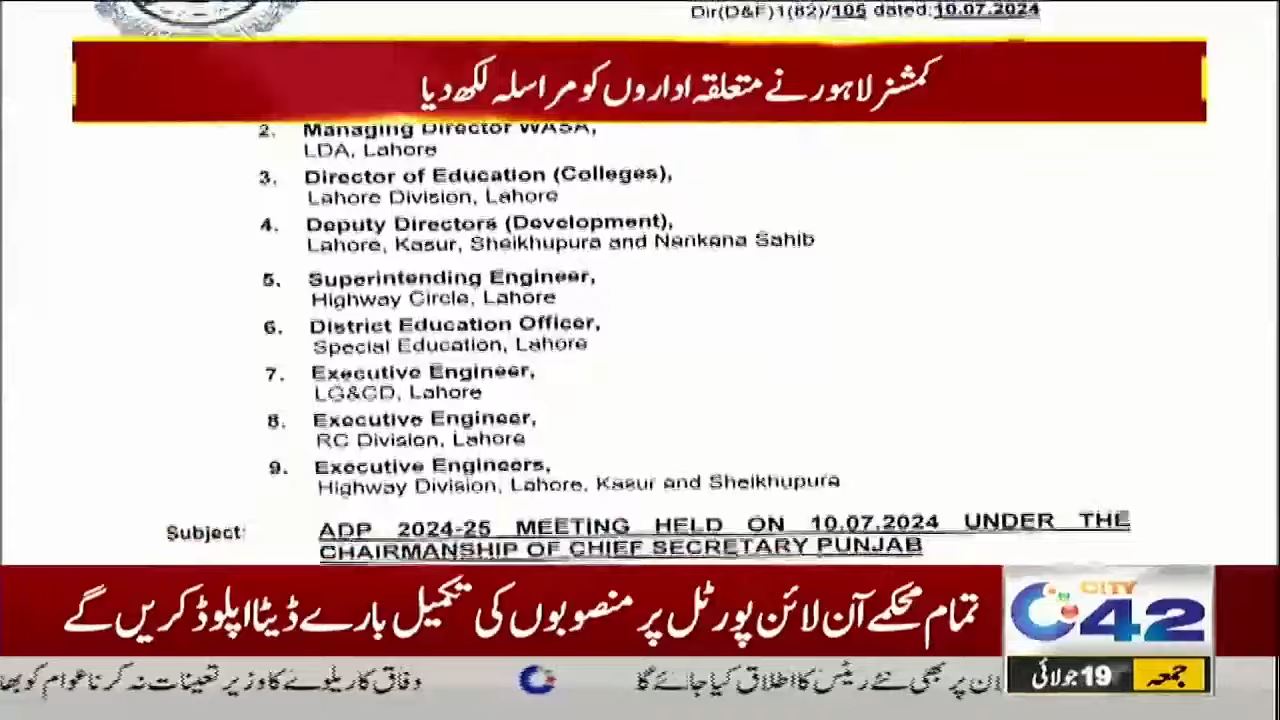 Dir(D&F)1(82)/105 dated:10.07.2024
کمشنر لاہور نے متعلقہ اداروں کو مراسلہ لکھ دیا
2. Managing Director WASA,
LDA, Lahore
3. Director of Education (Colleges),
Lahore Division, Lahore
4. Deputy Directors (Development),
Lahore, Kasur, Sheikhupura and Nankana Sahib
5. Superintending Engineer,
Highway Circle, Lahore
6. District Education Officer,
Special Education, Lahore
7. Executive Engineer,
LG&CD, Lahore
8. Executive Engineer,
RC Division, Lahore
9. Executive Engineers,
Highway Division, Lahore, Kasur and Sheikhupura
Subject: ADP 2024-25 MEETING HELD ON 10.07.2024 UNDER THE
CHAIRMANSHIP OF CHIEF SECRETARY PUNJAB
تمام محکمے آن لائن پورٹل پر منصوبوں کی تکمیل بارے ڈیٹا اپلوڈ کریں گے
CITY
42
جمعہ 19 جولائی
پر بھی نئے ریٹس کا اطلاق کیا جائے گا
وفاق کا ریلوے کا وزیر تعینات نہ کرنا عوام کو